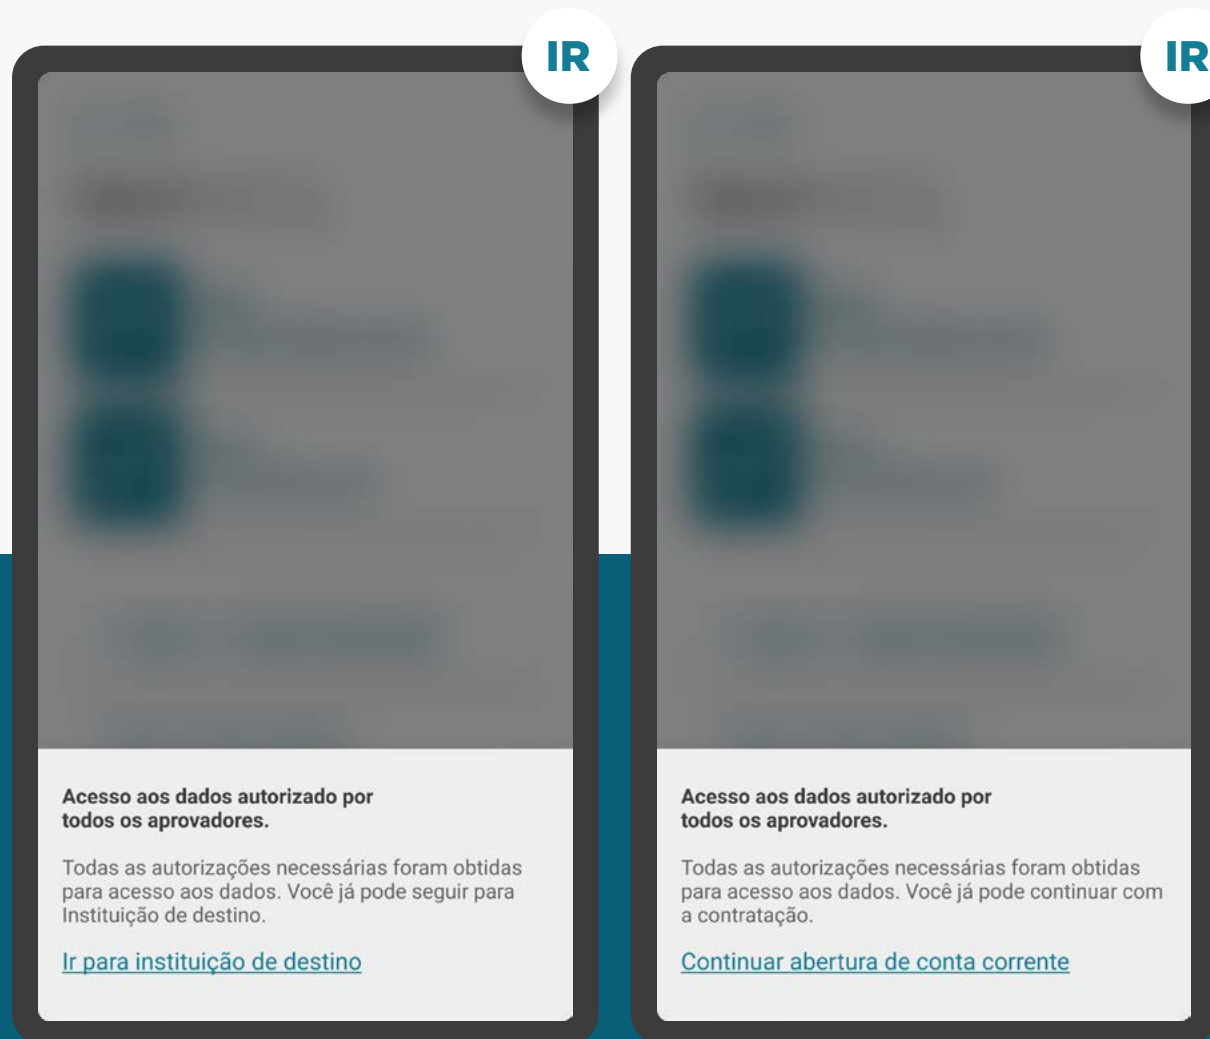 IR
Acesso aos dados autorizado por
todos os aprovadores.
Todas as autorizações necessárias foram obtidas
para acesso aos dados. Você já pode seguir para
Instituição de destino.
Ir para instituição de destino
IR
Acesso aos dados autorizado por
todos os aprovadores.
Todas as autorizações necessárias foram obtidas
para acesso aos dados. Você já pode continuar com
a contratação.
Continuar abertura de conta corrente